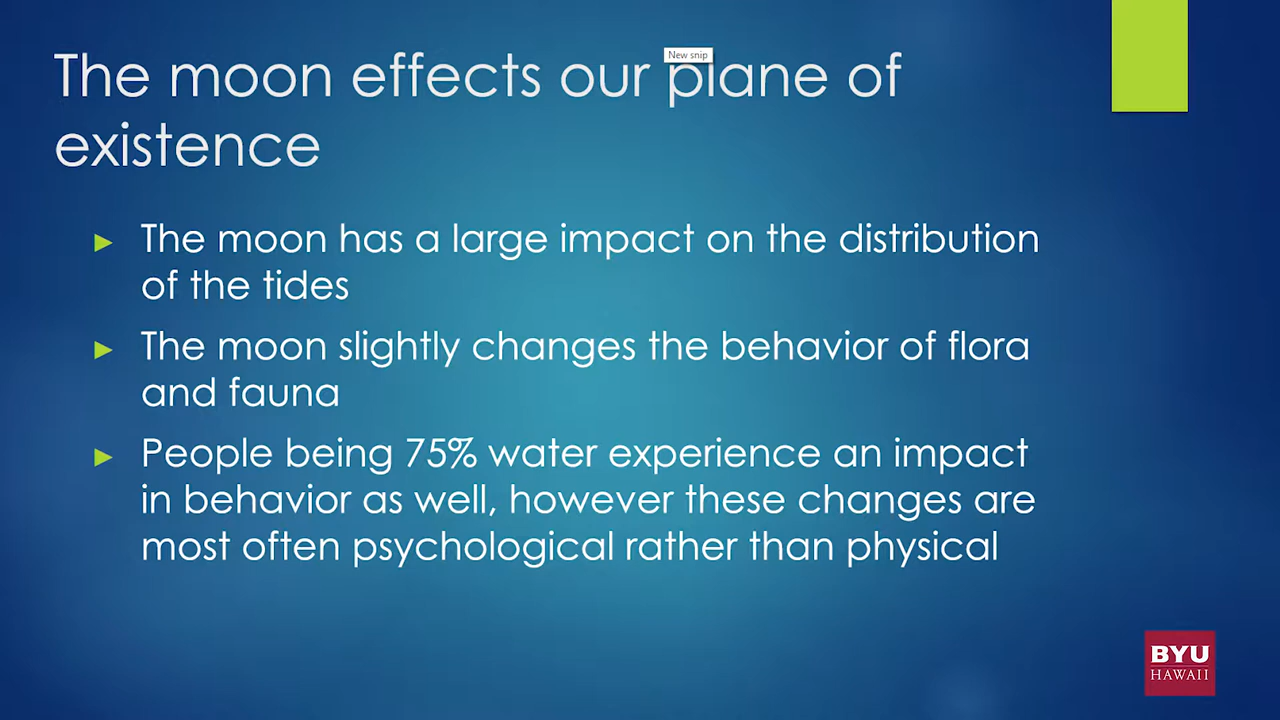 New snip
The moon effects our plane of
existence
The moon has a large impact on the distribution
of the tides
The moon slightly changes the behavior of flora
and fauna
People being 75% water experience an impact
in behavior as well, however these changes are
most often psychological rather than physical
BYU
HAWAII